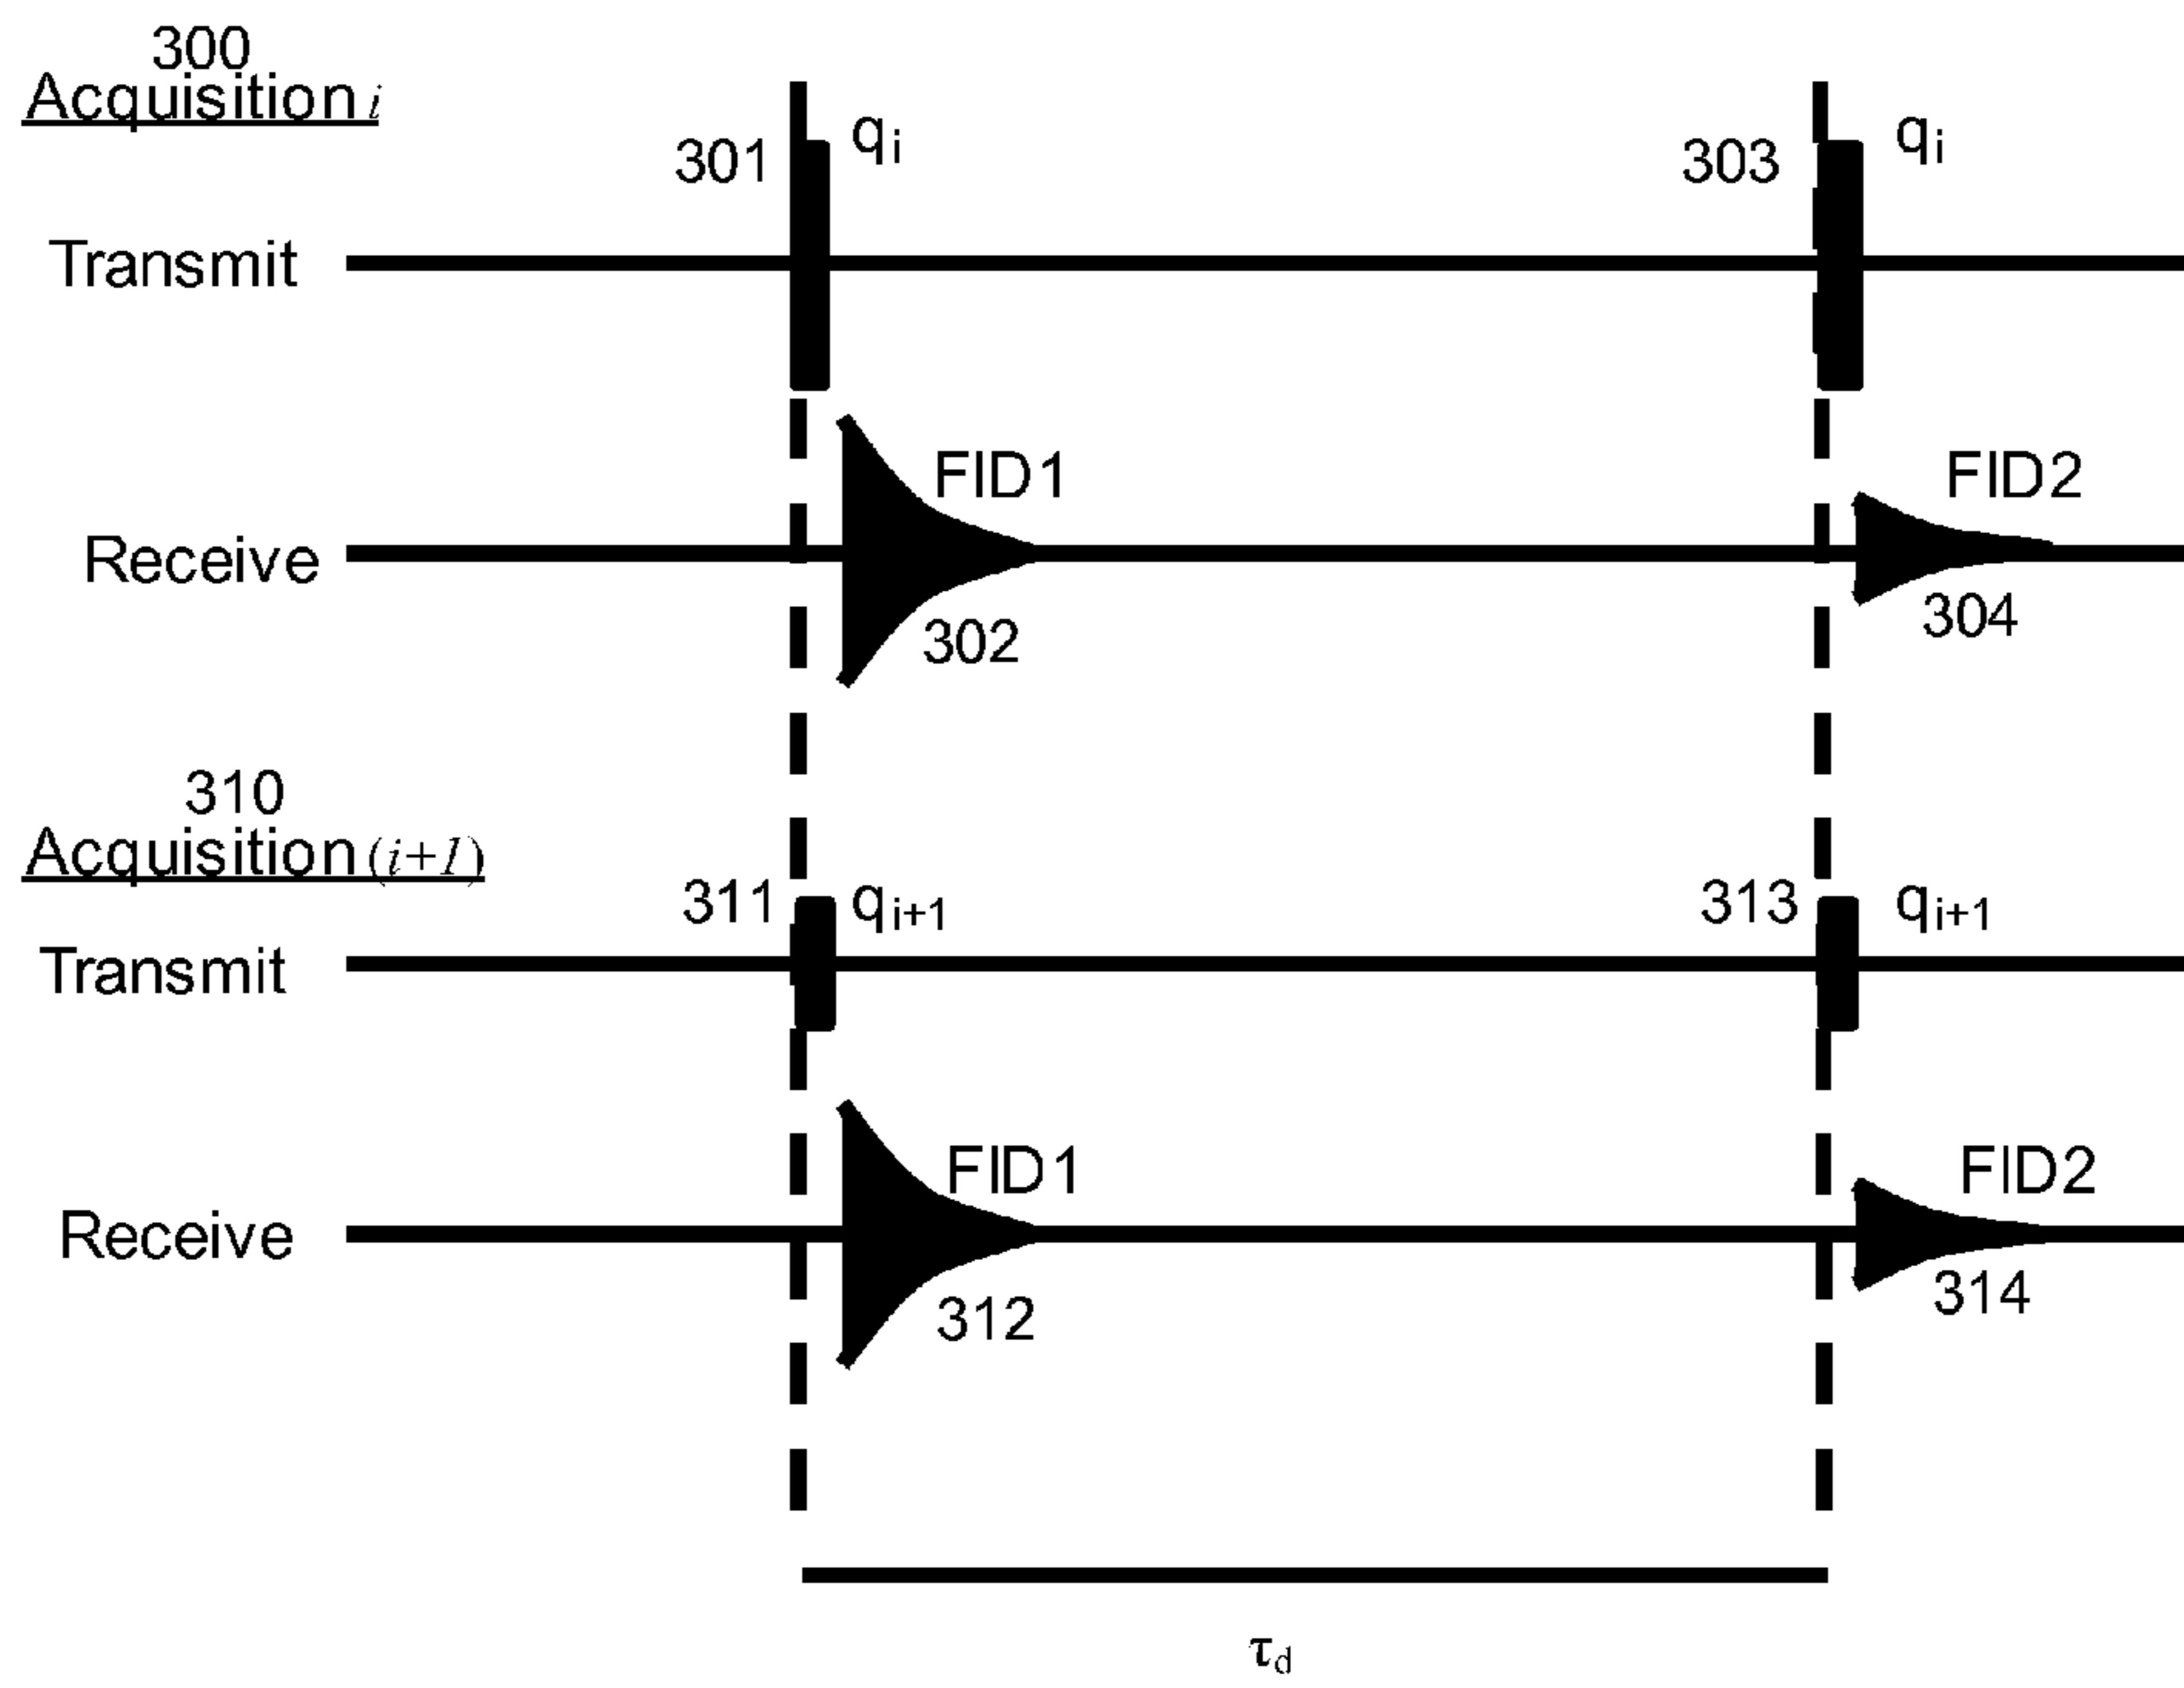 300
Acquisition i
301 qi 303 qi
Transmit
FID1 FID2
Receive
302 304
310
Acquisition (i+1)
311 qi+1 313 qi+1
Transmit
FID1 FID2
Receive
312 314
τd